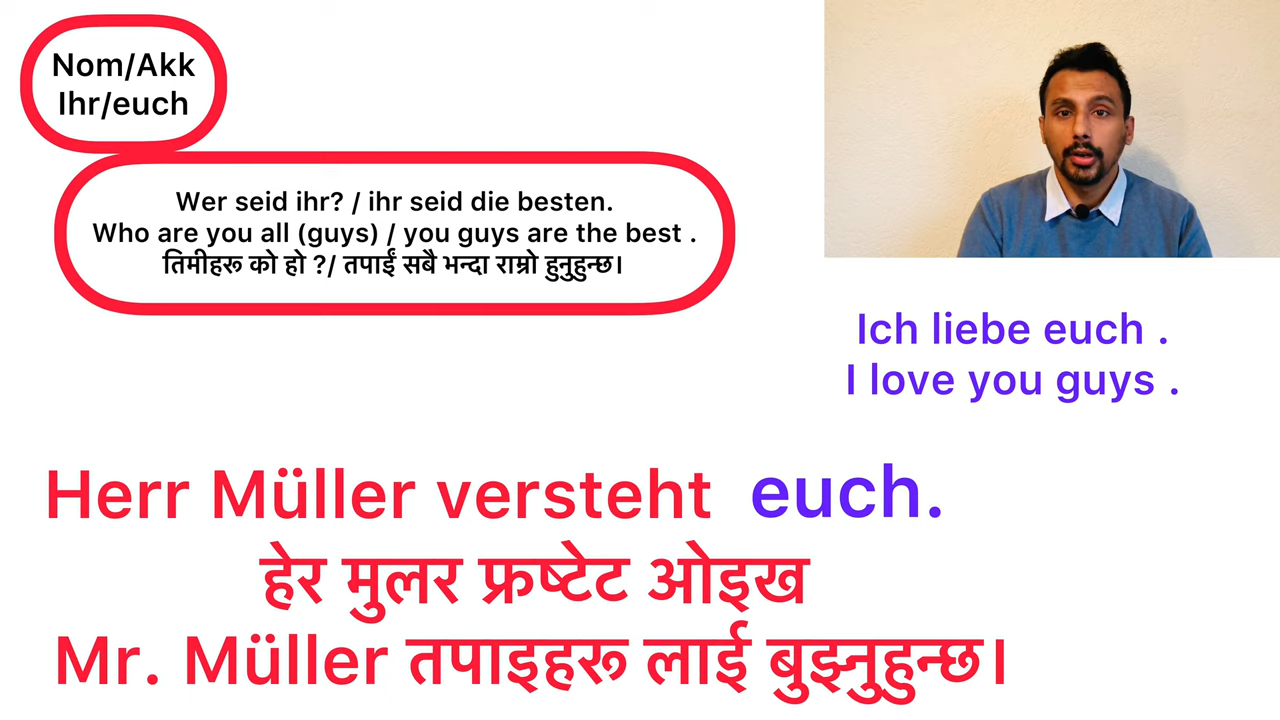 Nom/Akk
Ihr/euch
Wer seid ihr? / ihr seid die besten.
Who are you all (guys) / you guys are the best .
तिमीहरू को हो ?/ तपाईं सबै भन्दा राम्रो हुनुहुन्छ।
Ich liebe euch .
I love you guys .
Herr Müller versteht euch.
हेर मुलर फ्रष्टेट ओइख
Mr. Müller तपाइहरू लाई बुझ्नुहुन्छ।